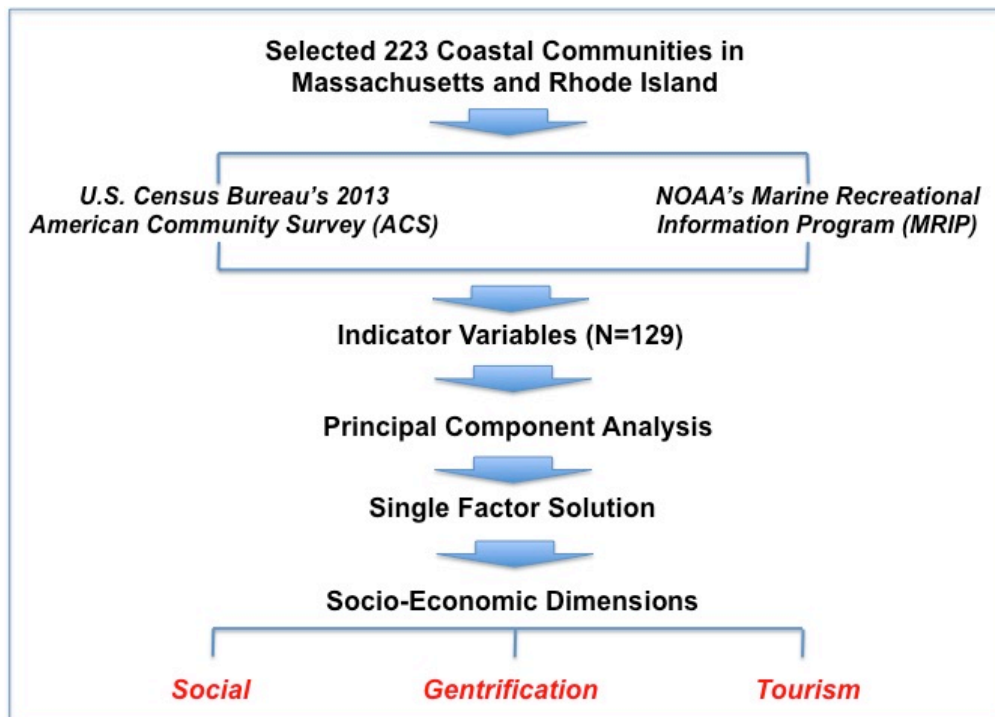 Selected 223 Coastal Communities in
Massachusetts and Rhode Island
U.S. Census Bureau's 2013
American Community Survey (ACS)
NOAA's Marine Recreational
Information Program (MRIP)
Indicator Variables (N=129)
Principal Component Analysis
Single Factor Solution
Socio-Economic Dimensions
Social
Gentrification
Tourism